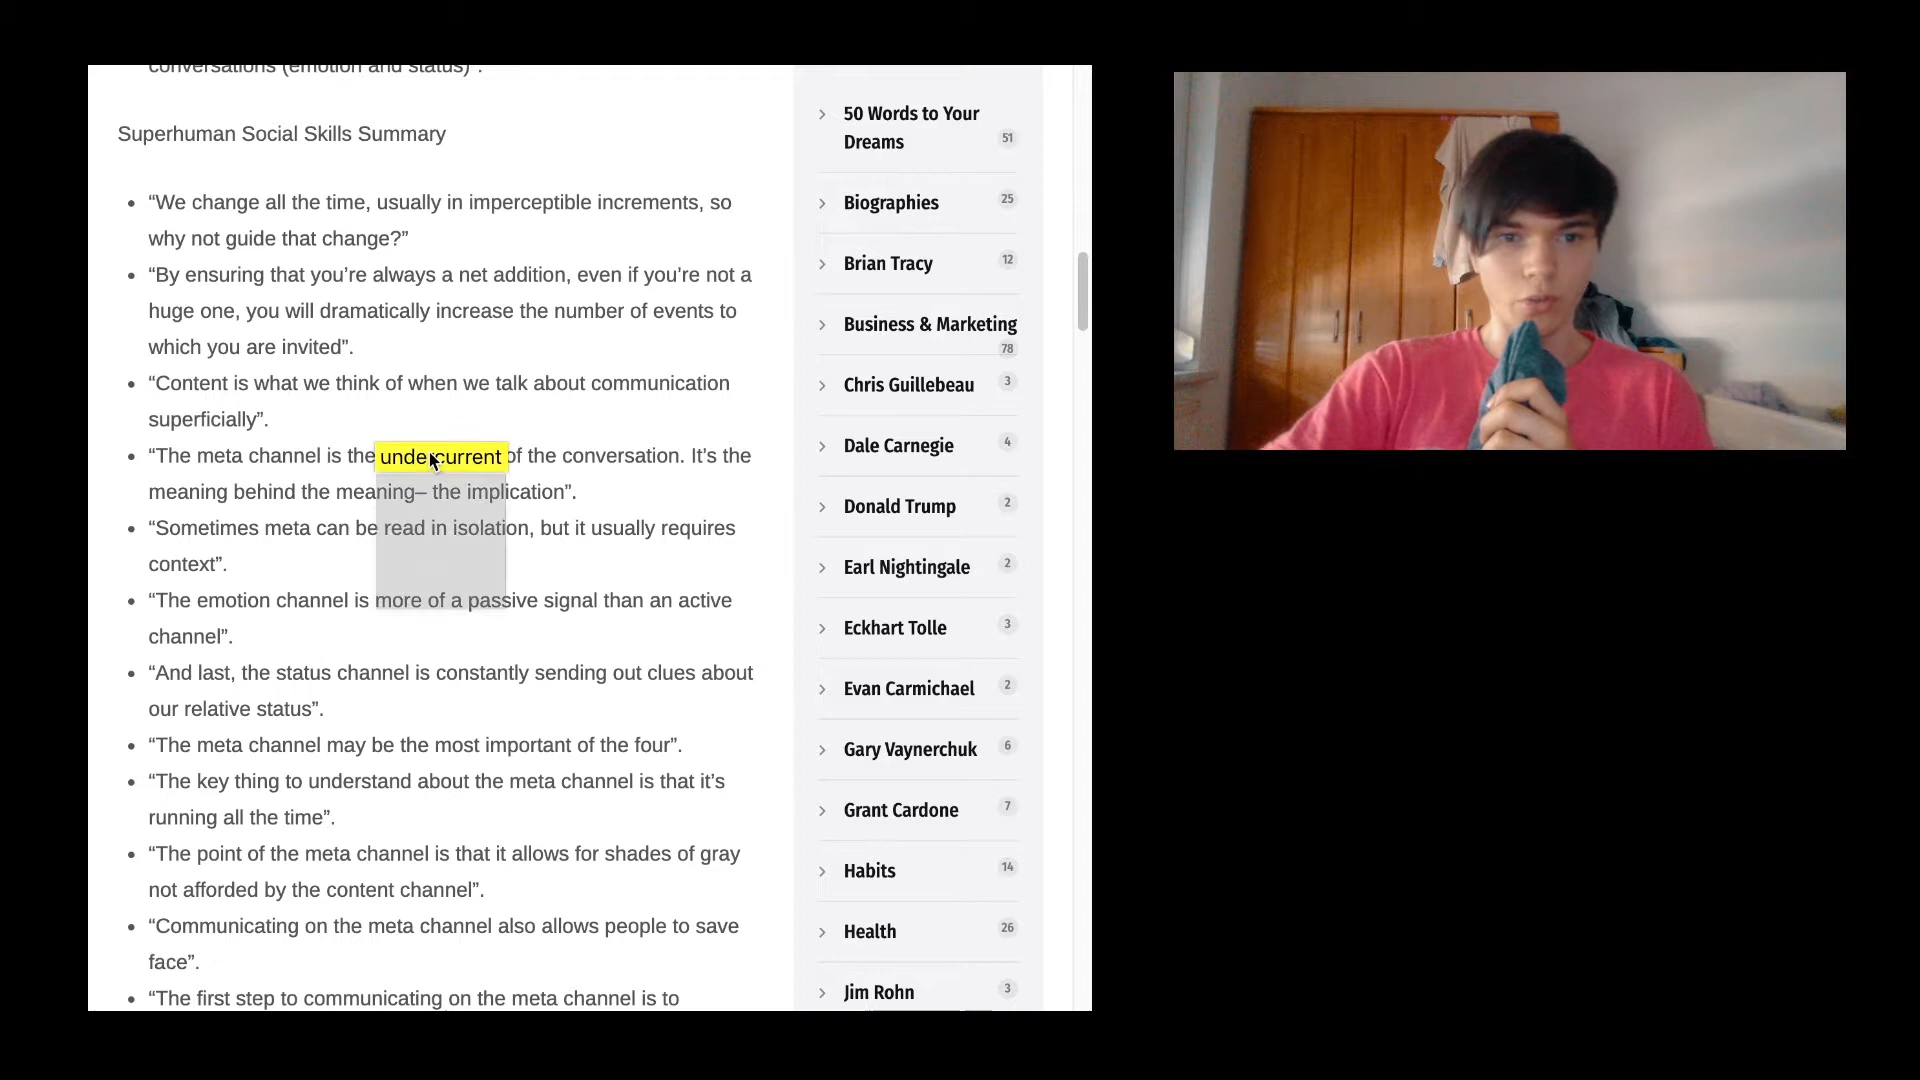 conversations (emotion and status)”.
Superhuman Social Skills Summary
“We change all the time, usually in imperceptible increments, so
why not guide that change?”
“By ensuring that you’re always a net addition, even if you’re not a
huge one, you will dramatically increase the number of events to
which you are invited”.
“Content is what we think of when we talk about communication
superficially”.
“The meta channel is the undercurrent of the conversation. It’s the
meaning behind the meaning– the implication”.
“Sometimes meta can be read in isolation, but it usually requires
context”.
“The emotion channel is more of a passive signal than an active
channel”.
“And last, the status channel is constantly sending out clues about
our relative status”.
“The meta channel may be the most important of the four”.
“The key thing to understand about the meta channel is that it’s
running all the time”.
“The point of the meta channel is that it allows for shades of gray
not afforded by the content channel”.
“Communicating on the meta channel also allows people to save
face”.
“The first step to communicating on the meta channel is to
50 Words to Your
Dreams 51
Biographies 25
Brian Tracy 12
Business & Marketing
78
Chris Guillebeau 3
Dale Carnegie 4
Donald Trump 2
Earl Nightingale 2
Eckhart Tolle 3
Evan Carmichael 2
Gary Vaynerchuk 6
Grant Cardone 7
Habits 14
Health 26
Jim Rohn 3